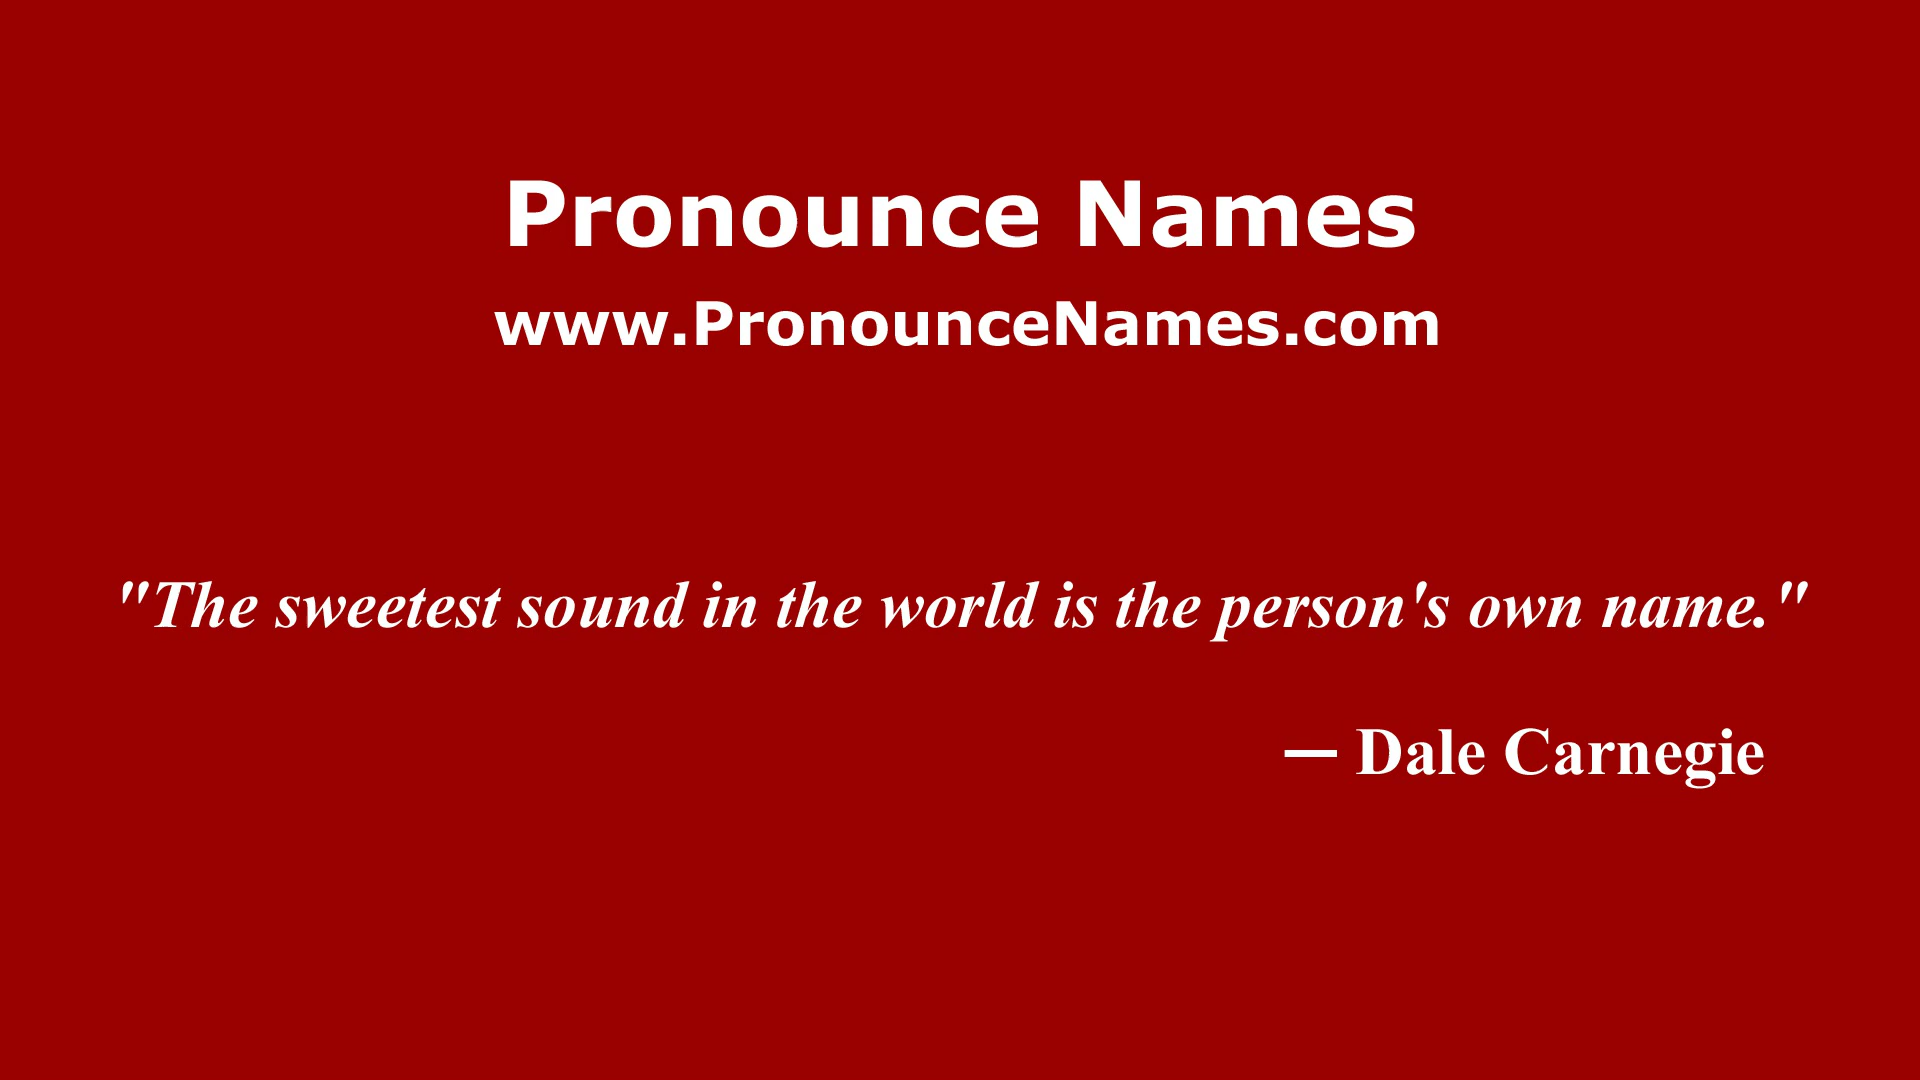 Pronounce Names
www.PronounceNames.com
"The sweetest sound in the world is the person's own name."
— Dale Carnegie